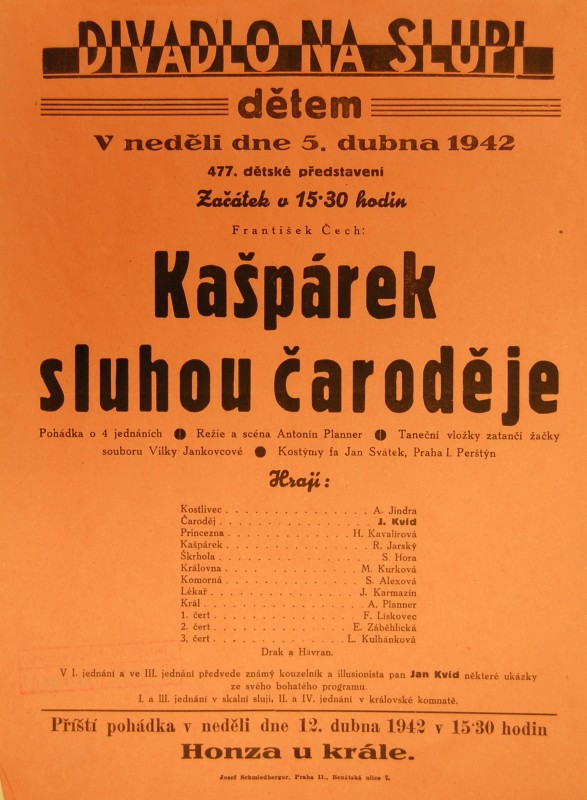 DIVADLO NA SLUPI
dětem
V neděli dne 5. dubna 1942
477. dětské představení
Začátek v 15·30 hodin
František Čech:
Kašpárek
sluhou čaroděje
Pohádka o 4 jednáních ● Režie a scéna Antonín Planner ● Taneční vložky zatančí žačky
souboru Vilky Jankovcové ● Kostýmy fa Jan Svátek, Praha I. Perštýn
Hrají:
Kostlivec . . . . . . . . . . . . . . . A. Jindra
Čaroděj . . . . . . . . . . . . . . . J. Kvid
Princezna . . . . . . . . . . . . . H. Kavalírová
Kašpárek . . . . . . . . . . . . . . R. Jarský
Škrhola . . . . . . . . . . . . . . . . S. Hora
Královna . . . . . . . . . . . . . M. Kurková
Komorná . . . . . . . . . . . . . S. Alexová
Lékař . . . . . . . . . . . . . . . J. Karmazín
Král . . . . . . . . . . . . . . . . A. Planner
1. čert . . . . . . . . . . . . . . . F. Lískovec
2. čert . . . . . . . . . . . . . . E. Záběhlická
3. čert . . . . . . . . . . . . . . L. Kulhánková
Drak a Havran.
V I. jednání a ve III. jednání předvede známý kouzelník a illusionista pan Jan Kvid některé ukázky
ze svého bohatého programu.
I. a III. jednání v skalní sluji, II. a IV. jednání v královské komnatě.
Příští pohádka v neděli dne 12. dubna 1942 v 15·30 hodin
Honza u krále.
Josef Schmiedberger, Praha II., Benátská ulice 7.